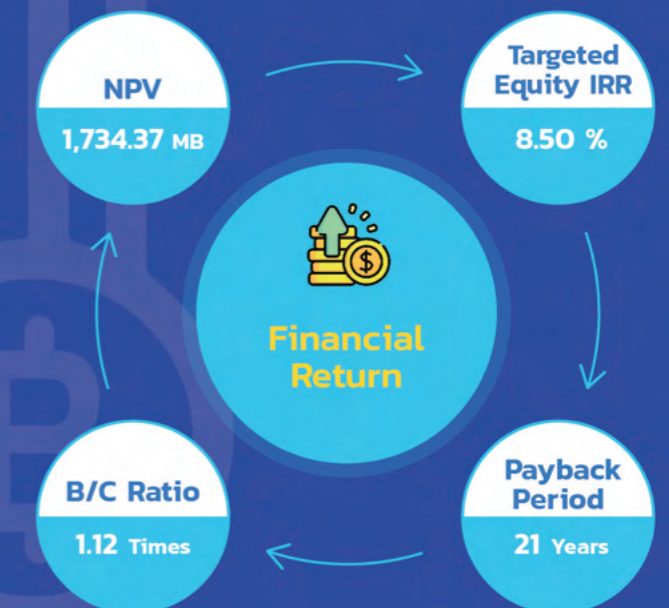 NPV
1,734.37 MB
Targeted
Equity IRR
8.50 %
Financial
Return
B/C Ratio
1.12 Times
Payback
Period
21 Years